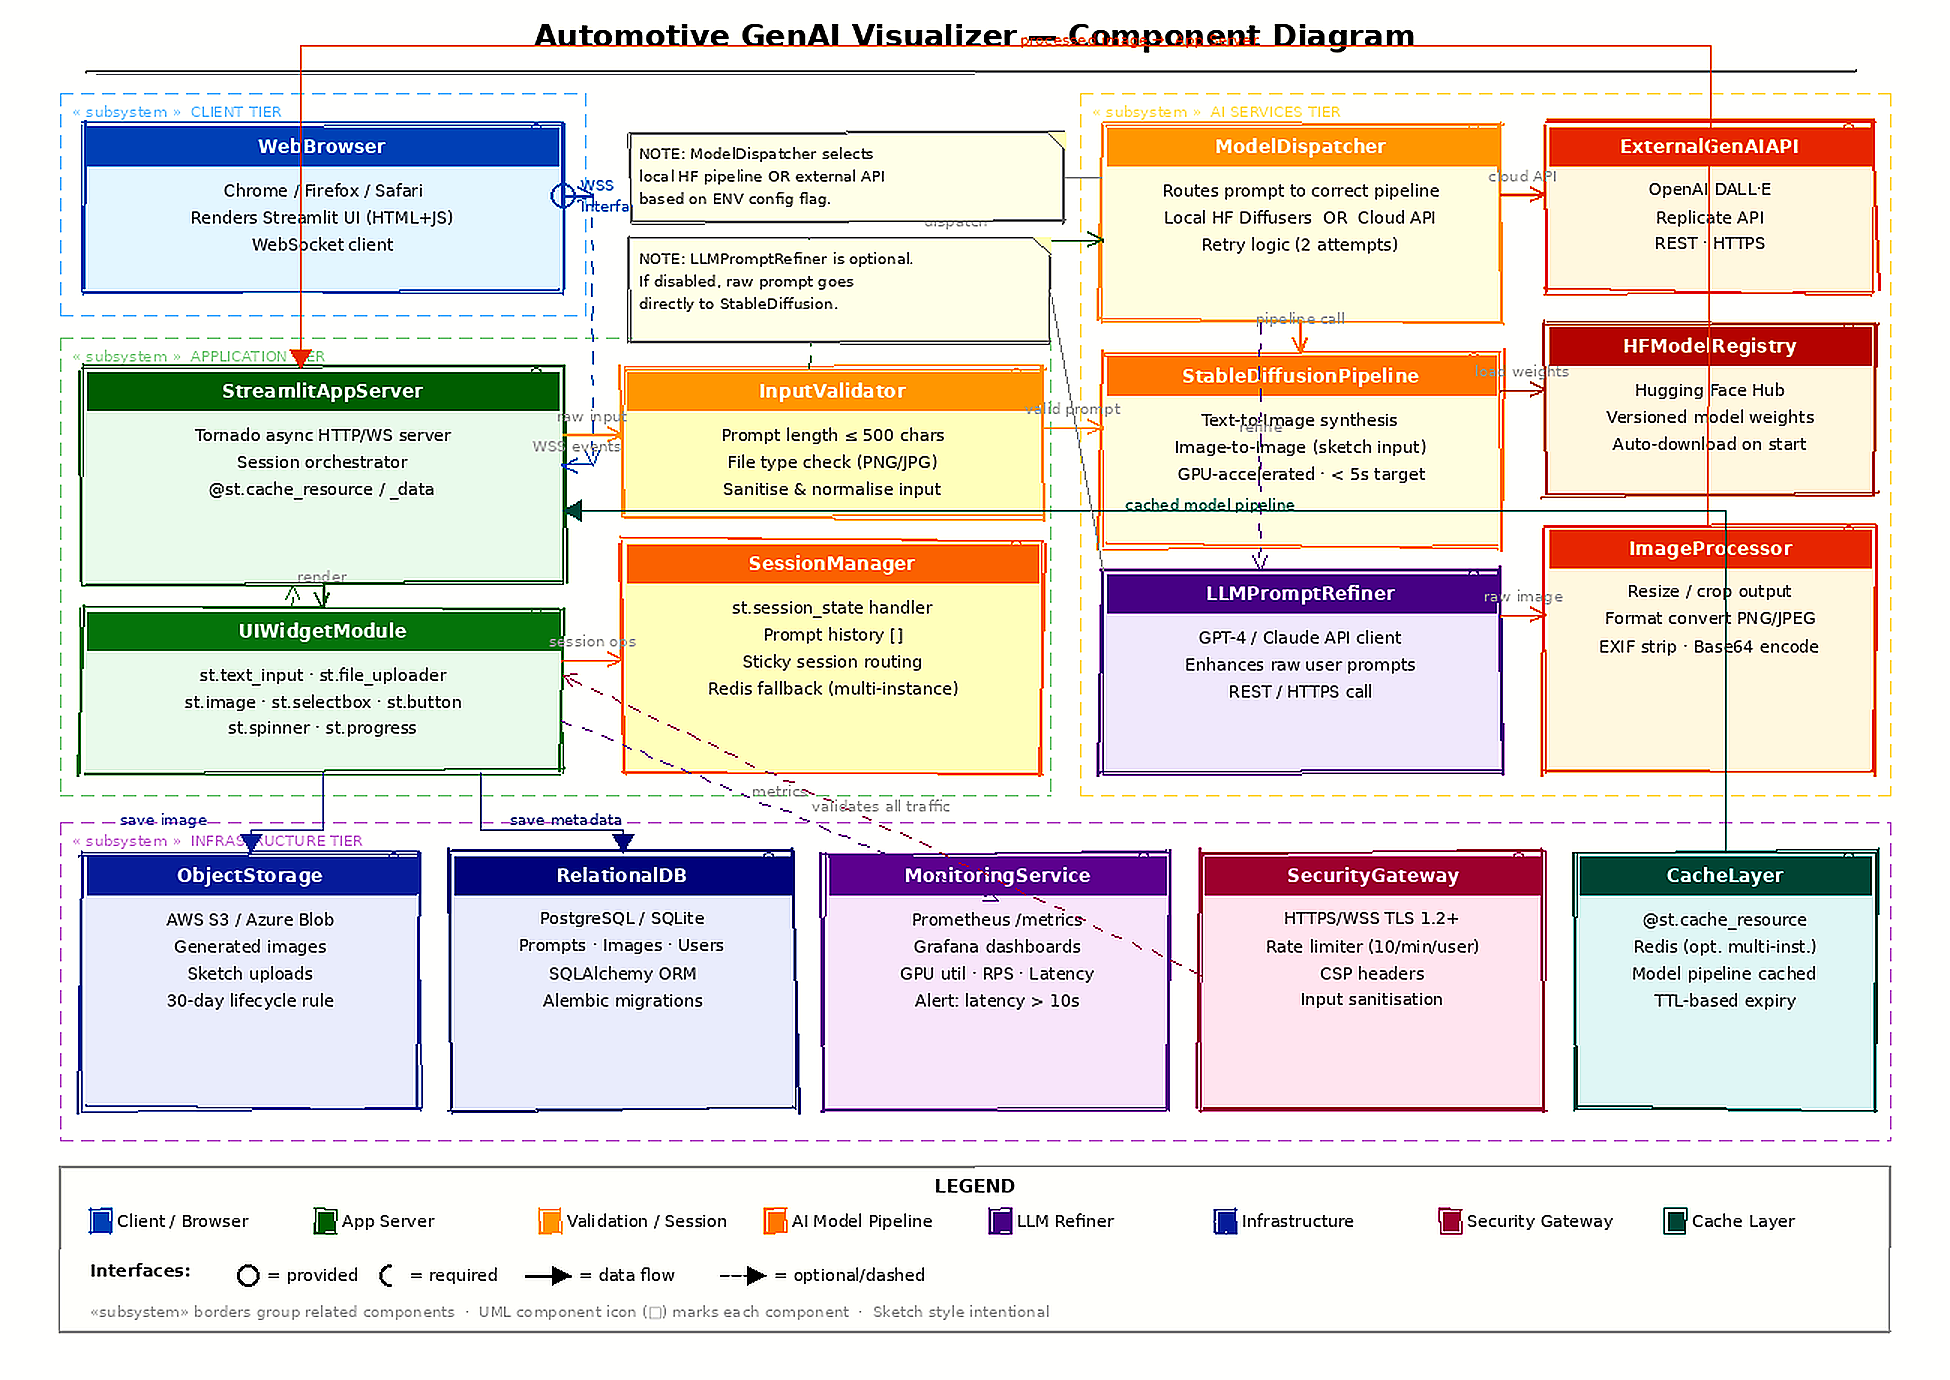 Automotive GenAI Visualizer — Component Diagram
processed image → App Server
« subsystem »  CLIENT TIER
WebBrowser
Chrome / Firefox / Safari
Renders Streamlit UI (HTML+JS)
WebSocket client
WSS
Interfa
NOTE: ModelDispatcher selects
local HF pipeline OR external API
based on ENV config flag.
dispatch
NOTE: LLMPromptRefiner is optional.
If disabled, raw prompt goes
directly to StableDiffusion.
« subsystem »  AI SERVICES TIER
ModelDispatcher
Routes prompt to correct pipeline
Local HF Diffusers  OR  Cloud API
Retry logic (2 attempts)
cloud API
ExternalGenAIAPI
OpenAI DALL·E
Replicate API
REST · HTTPS
pipeline call
« subsystem »  APPLICATION TIER
StreamlitAppServer
Tornado async HTTP/WS server
Session orchestrator
@st.cache_resource / _data
raw input
WSS events
InputValidator
Prompt length ≤ 500 chars
File type check (PNG/JPG)
Sanitise & normalise input
valid prompt
StableDiffusionPipeline
Text-to-Image synthesis
refine
Image-to-Image (sketch input)
GPU-accelerated · < 5s target
cached model pipeline
load weights
HFModelRegistry
Hugging Face Hub
Versioned model weights
Auto-download on start
render
UIWidgetModule
st.text_input · st.file_uploader
st.image · st.selectbox · st.button
st.spinner · st.progress
session ops
SessionManager
st.session_state handler
Prompt history []
Sticky session routing
Redis fallback (multi-instance)
LLMPromptRefiner
GPT-4 / Claude API client
Enhances raw user prompts
REST / HTTPS call
raw image
ImageProcessor
Resize / crop output
Format convert PNG/JPEG
EXIF strip · Base64 encode
metrics
validates all traffic
save image
save metadata
« subsystem »  INFRASTRUCTURE TIER
ObjectStorage
AWS S3 / Azure Blob
Generated images
Sketch uploads
30-day lifecycle rule
RelationalDB
PostgreSQL / SQLite
Prompts · Images · Users
SQLAlchemy ORM
Alembic migrations
MonitoringService
Prometheus /metrics
Grafana dashboards
GPU util · RPS · Latency
Alert: latency > 10s
SecurityGateway
HTTPS/WSS TLS 1.2+
Rate limiter (10/min/user)
CSP headers
Input sanitisation
CacheLayer
@st.cache_resource
Redis (opt. multi-inst.)
Model pipeline cached
TTL-based expiry
LEGEND
Client / Browser
App Server
Validation / Session
AI Model Pipeline
LLM Refiner
Infrastructure
Security Gateway
Cache Layer
Interfaces:
= provided
= required
= data flow
= optional/dashed
«subsystem» borders group related components  ·  UML component icon (□) marks each component  ·  Sketch style intentional